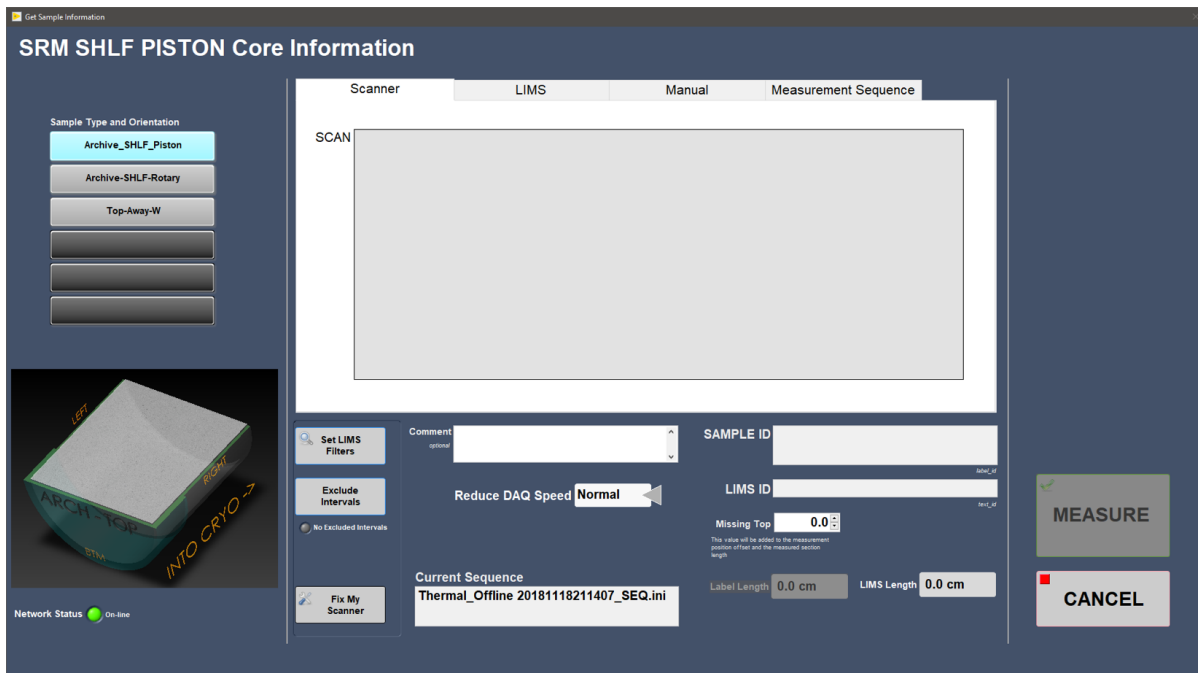 Get Sample Information
SRM SHLF PISTON Core Information
Sample Type and Orientation
Archive_SHLF_Piston
Archive-SHLF-Rotary
Top-Away-W
LEFT
RIGHT
ARCH - TOP
BTM
INTO CRYO ->
Network Status
On-line
Scanner
LIMS
Manual
Measurement Sequence
SCAN
Set LIMS
Filters
Exclude
Intervals
No Excluded Intervals
Fix My
Scanner
Comment
optional
Reduce DAQ Speed Normal
Current Sequence
Thermal_Offline 20181118211407_SEQ.ini
SAMPLE ID
label_id
LIMS ID
text_id
Missing Top 0.0
This value will be added to the measurement
position offset and the measured section
length
Label Length 0.0 cm
LIMS Length 0.0 cm
MEASURE
CANCEL